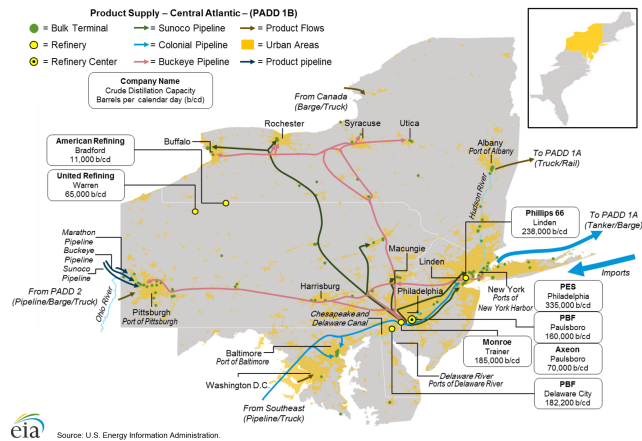 Product Supply – Central Atlantic – (PADD 1B)
= Bulk Terminal
= Sunoco Pipeline
= Product Flows
= Refinery
= Colonial Pipeline
= Urban Areas
= Refinery Center
= Buckeye Pipeline
= Product pipeline
Company Name
Crude Distillation Capacity
Barrels per calendar day (b/cd)
From Canada
(Barge/Truck)
Rochester
Syracuse
Utica
Buffalo
American Refining
Bradford
11,000 b/cd
Albany
Port of Albany
To PADD 1A
(Truck/Rail)
United Refining
Warren
65,000 b/cd
Hudson River
Phillips 66
Linden
238,000 b/cd
To PADD 1A
(Tanker/Barge)
Marathon
Pipeline
Buckeye
Pipeline
Sunoco
Pipeline
Macungie
Linden
Imports
From PADD 2
(Pipeline/Barge/Truck)
Ohio River
Harrisburg
Philadelphia
New York
Ports of
New York Harbor
PES
Philadelphia
335,000 b/cd
Pittsburgh
Port of Pittsburgh
Chesapeake and
Delaware Canal
PBF
Paulsboro
160,000 b/cd
Monroe
Trainer
185,000 b/cd
Axeon
Paulsboro
70,000 b/cd
Baltimore
Port of Baltimore
Washington D.C.
Delaware River
Ports of Delaware River
PBF
Delaware City
182,200 b/cd
From Southeast
(Pipeline/Truck)
eia
Source: U.S. Energy Information Administration.